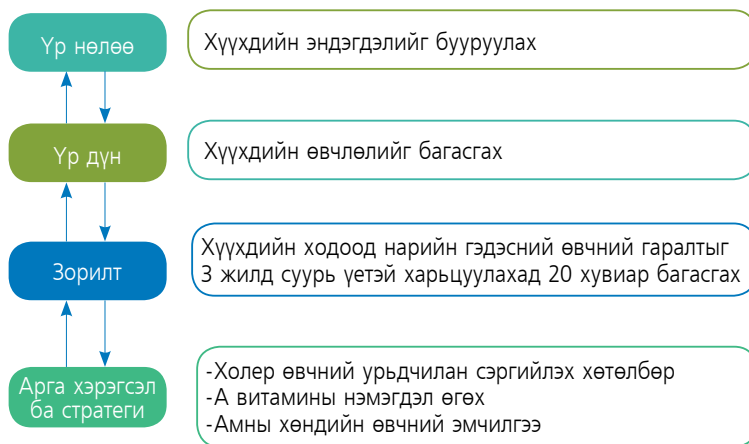 Үр нөлөө
Хүүхдийн эндэгдэлийг бууруулах
Үр дүн
Хүүхдийн өвчлөлийг багасгах
Зорилт
Хүүхдийн ходоод нарийн гэдэсний өвчний гаралтыг
3 жилд суурь үетэй харьцуулахад 20 хувиар багасгах
Арга хэрэгсэл
ба стратеги
-Холер өвчний урьдчилан сэргийлэх хөтөлбөр
-А витамины нэмэгдэл өгөх
-Амны хөндийн өвчний эмчилгээ